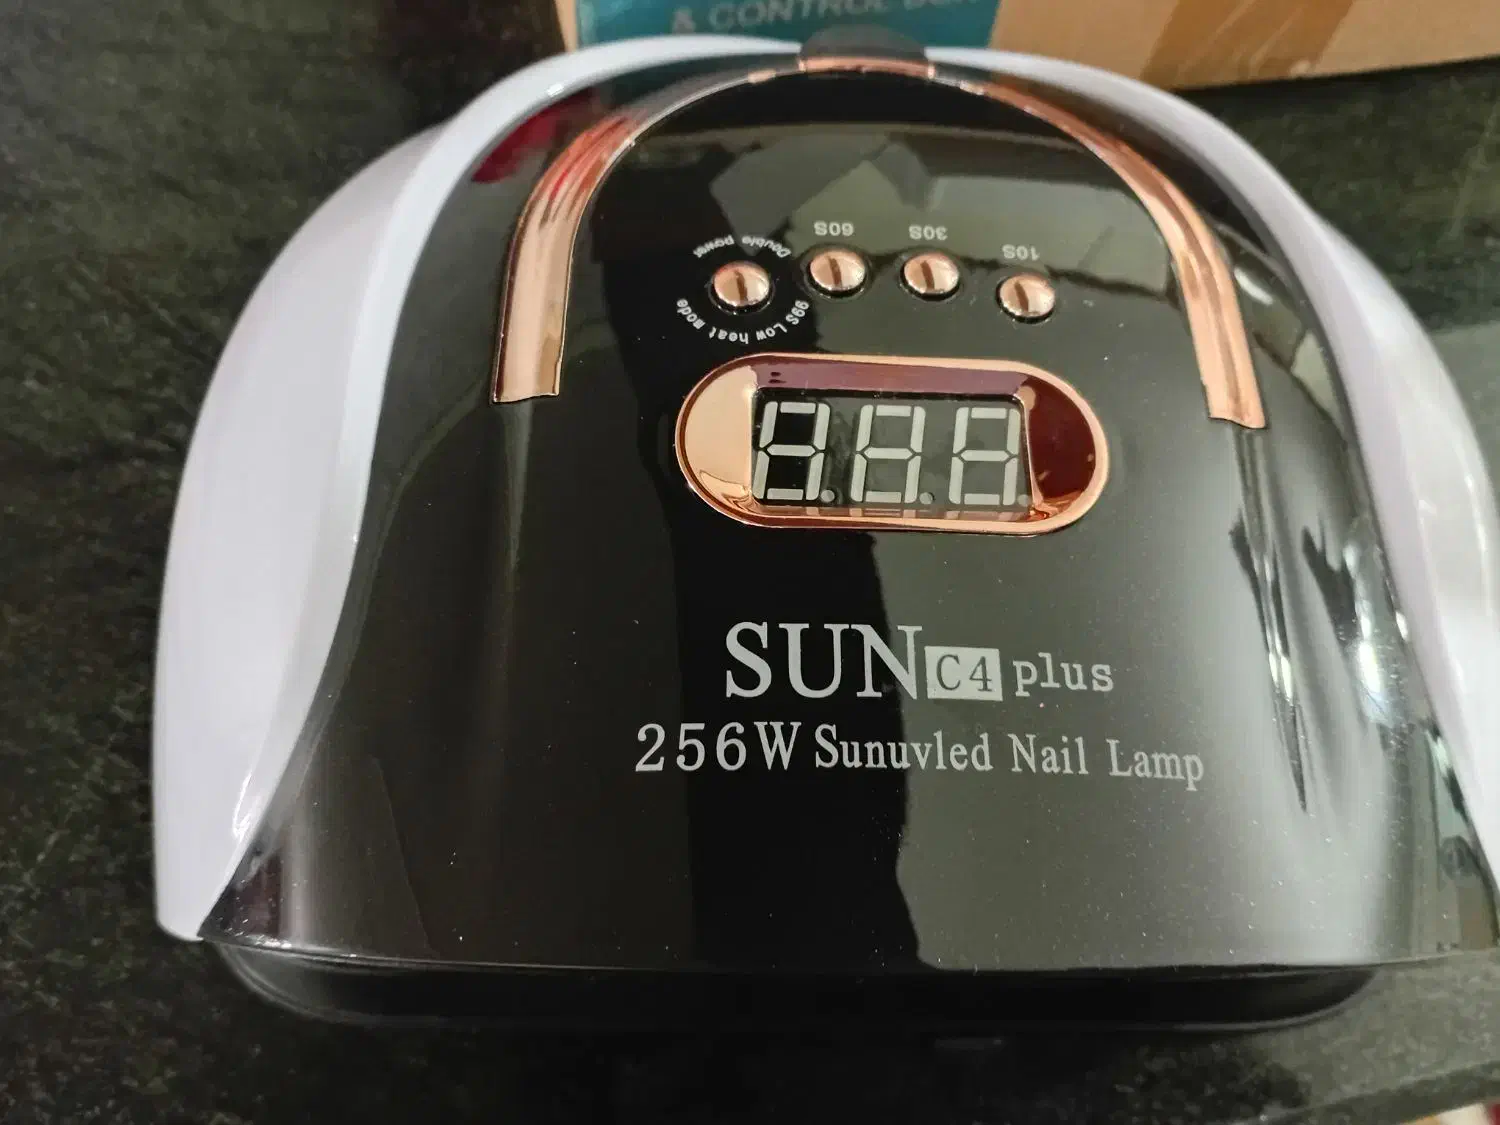 & CONTROL
Double power
60S
30S
10S
99S Low heat Mode
SUN C4 plus
256W Sunuvled Nail Lamp